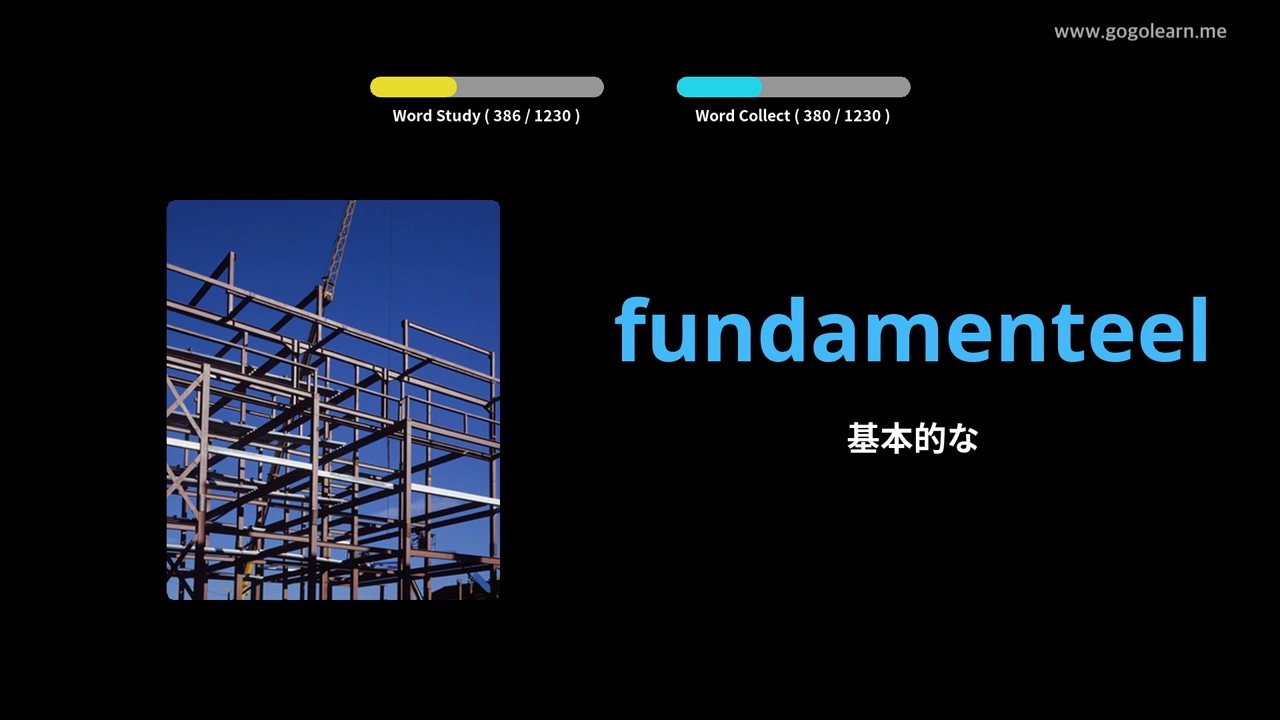 www.gogolearn.me
Word Study ( 386 / 1230 )
Word Collect ( 380 / 1230 )
fundamenteel
基本的な